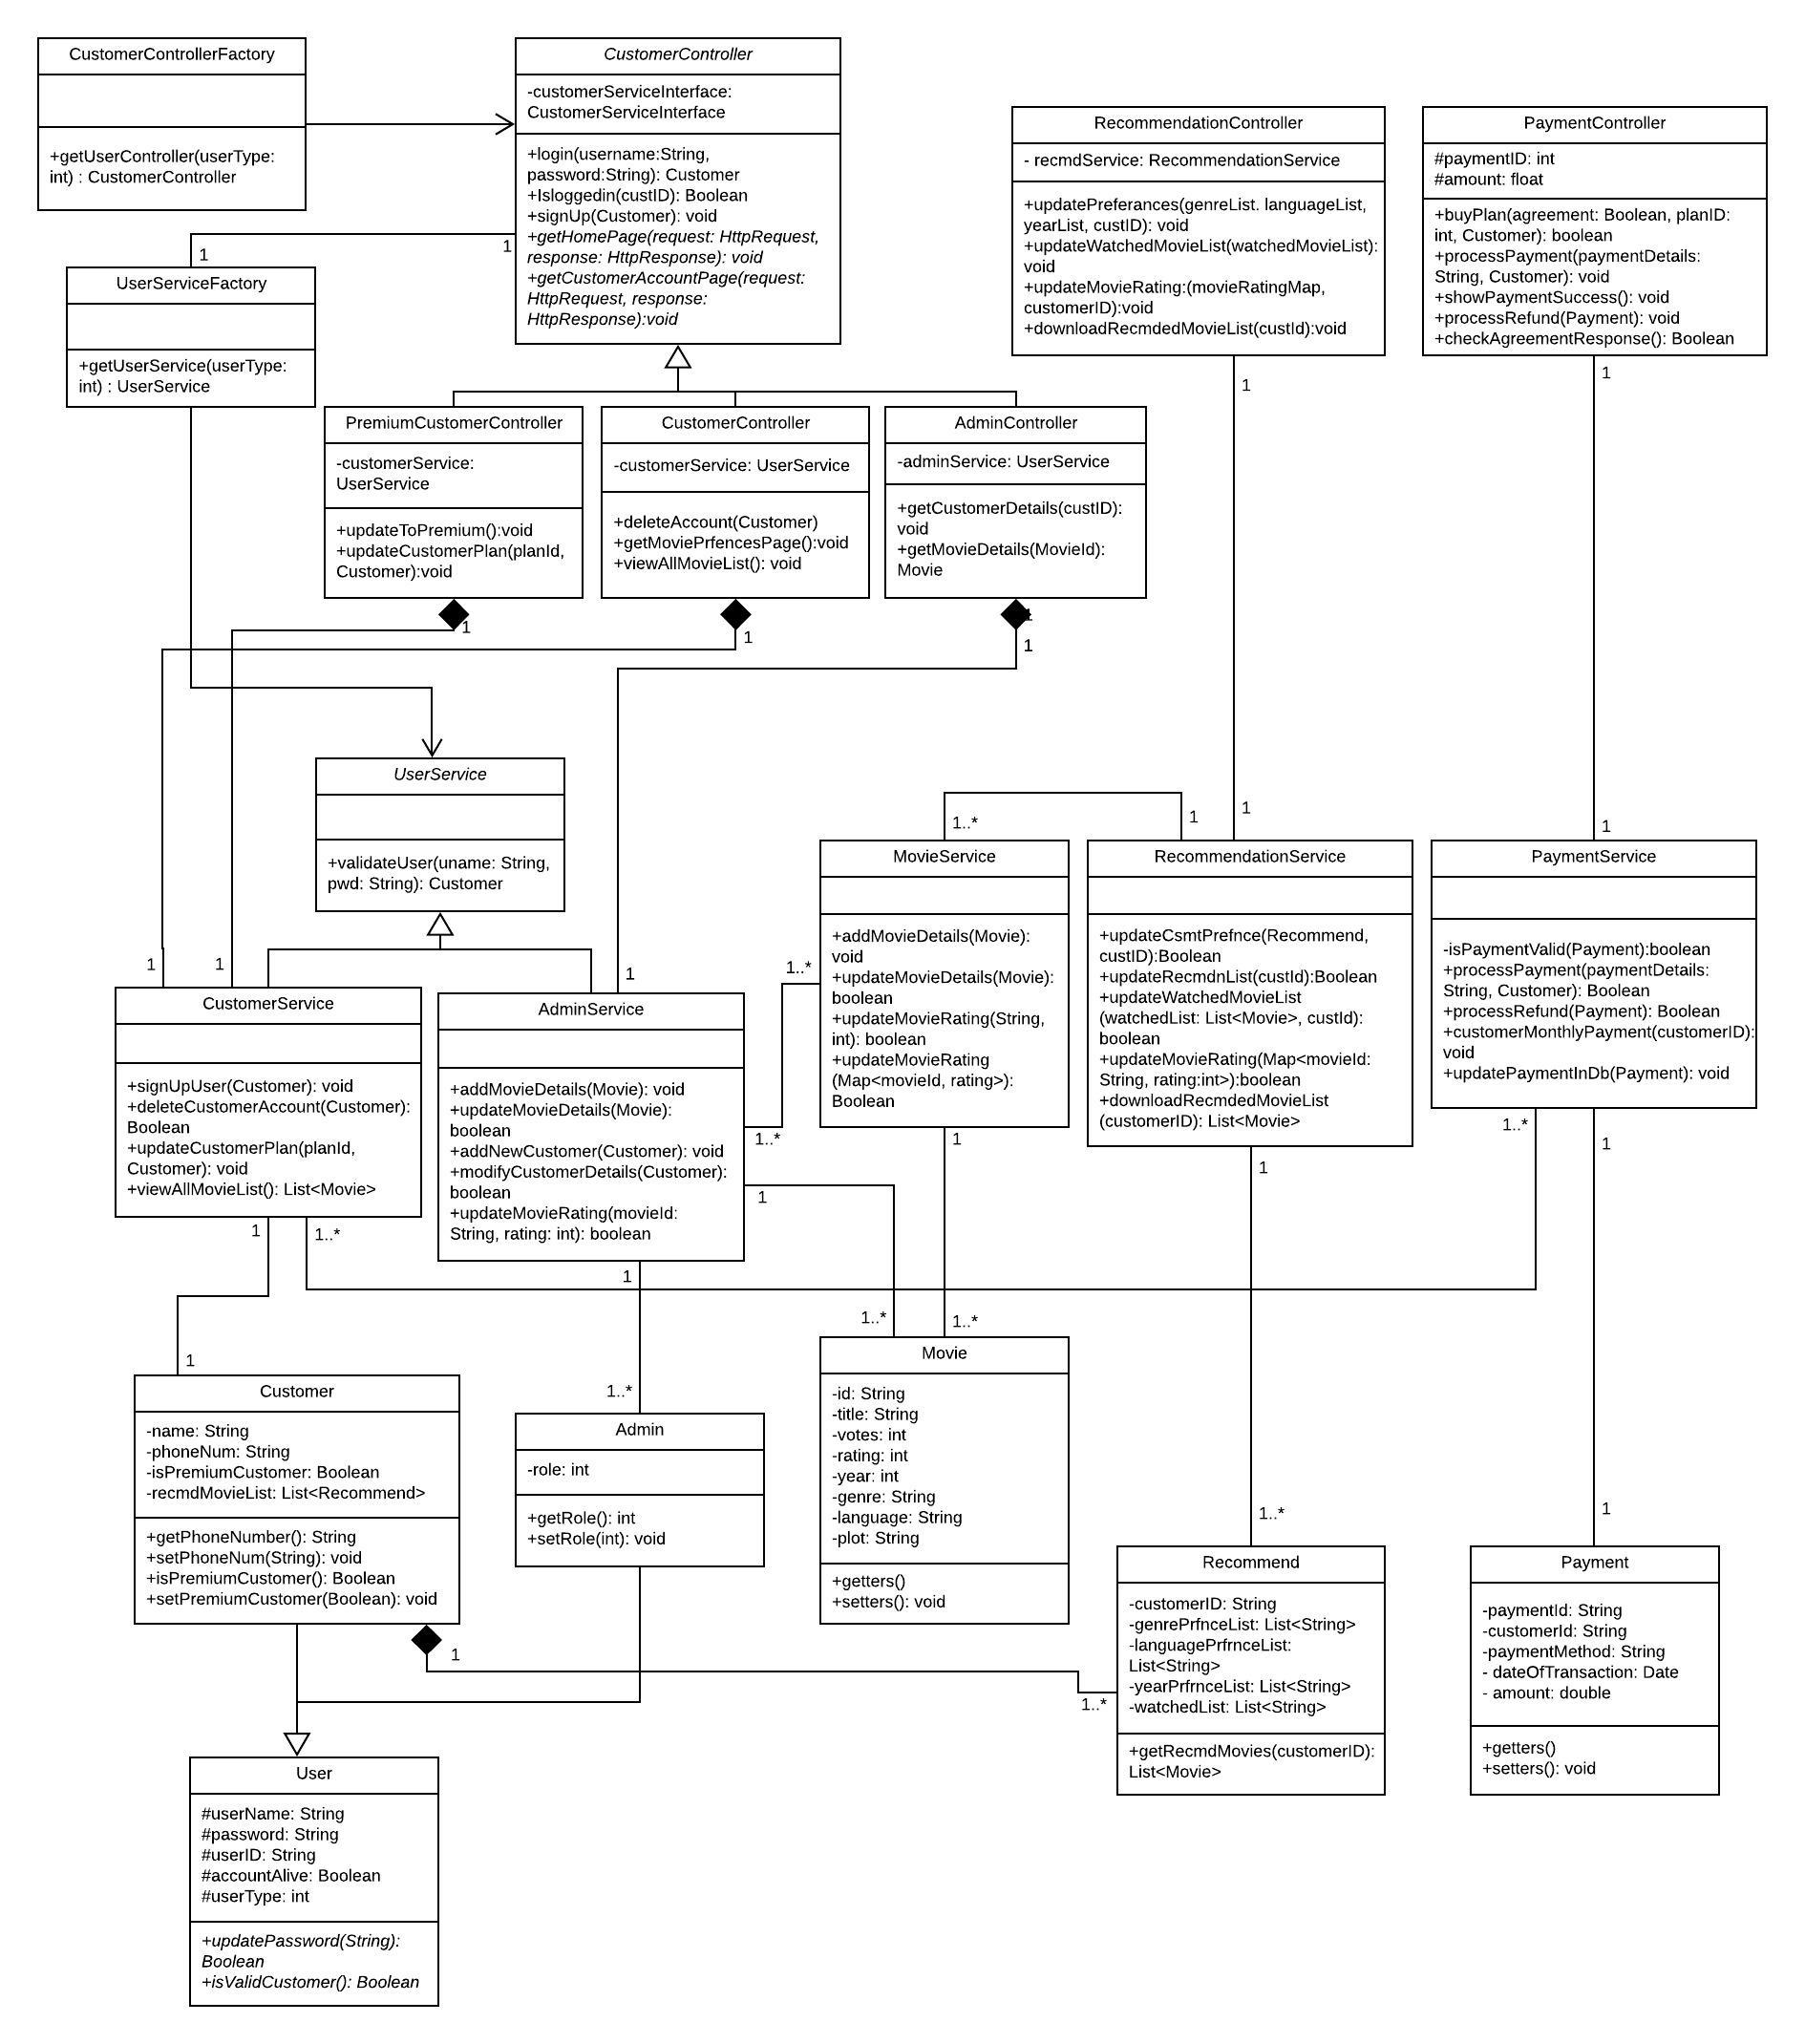 CustomerControllerFactory
+getUserController(userType:
int) : CustomerController
CustomerController
-customerServiceInterface:
CustomerServiceInterface
+login(username:String,
password:String): Customer
+Isloggedin(custID): Boolean
+signUp(Customer): void
+getHomePage(request: HttpRequest,
response: HttpResponse): void
+getCustomerAccountPage(request:
HttpRequest, response:
HttpResponse):void
RecommendationController
- recmdService: RecommendationService
+updatePreferances(genreList. languageList,
yearList, custID): void
+updateWatchedMovieList(watchedMovieList):
void
+updateMovieRating:(movieRatingMap,
customerID):void
+downloadRecmdedMovieList(custId):void
PaymentController
#paymentID: int
#amount: float
+buyPlan(agreement: Boolean, planID:
int, Customer): boolean
+processPayment(paymentDetails:
String, Customer): void
+showPaymentSuccess(): void
+processRefund(Payment): void
+checkAgreementResponse(): Boolean
1
1
UserServiceFactory
+getUserService(userType:
int) : UserService
1
1
PremiumCustomerController
-customerService:
UserService
+updateToPremium():void
+updateCustomerPlan(planId,
Customer):void
CustomerController
-customerService: UserService
+deleteAccount(Customer)
+getMoviePrfencesPage():void
+viewAllMovieList(): void
AdminController
-adminService: UserService
+getCustomerDetails(custID):
void
+getMovieDetails(MovieId):
Movie
1
1
1
1
UserService
+validateUser(uname: String,
pwd: String): Customer
1..*
1
1
1
MovieService
+addMovieDetails(Movie):
void
+updateMovieDetails(Movie):
boolean
+updateMovieRating(String,
int): boolean
+updateMovieRating
(Map<movieId, rating>):
Boolean
RecommendationService
+updateCsmtPrefnce(Recommend,
custID):Boolean
+updateRecmdnList(custId):Boolean
+updateWatchedMovieList
(watchedList: List<Movie>, custId):
boolean
+updateMovieRating(Map<movieId:
String, rating:int>):boolean
+downloadRecmdedMovieList
(customerID): List<Movie>
PaymentService
-isPaymentValid(Payment):boolean
+processPayment(paymentDetails:
String, Customer): Boolean
+processRefund(Payment): Boolean
+customerMonthlyPayment(customerID):
void
+updatePaymentInDb(Payment): void
1
1
1
1..*
CustomerService
+signUpUser(Customer): void
+deleteCustomerAccount(Customer):
Boolean
+updateCustomerPlan(planId,
Customer): void
+viewAllMovieList(): List<Movie>
AdminService
+addMovieDetails(Movie): void
+updateMovieDetails(Movie):
boolean
+addNewCustomer(Customer): void
+modifyCustomerDetails(Customer):
boolean
+updateMovieRating(movieId:
String, rating: int): boolean
1..*
1
1
1
1..*
1
1
1..*
1
1..*
1..*
1
1..*
Customer
-name: String
-phoneNum: String
-isPremiumCustomer: Boolean
-recmdMovieList: List<Recommend>
+getPhoneNumber(): String
+setPhoneNum(String): void
+isPremiumCustomer(): Boolean
+setPremiumCustomer(Boolean): void
Admin
-role: int
+getRole(): int
+setRole(int): void
Movie
-id: String
-title: String
-votes: int
-rating: int
-year: int
-genre: String
-language: String
-plot: String
+getters()
+setters(): void
1..*
1
Recommend
-customerID: String
-genrePrfnceList: List<String>
-languagePrfrnceList:
List<String>
-yearPrfrnceList: List<String>
-watchedList: List<String>
+getRecmdMovies(customerID):
List<Movie>
Payment
-paymentId: String
-customerId: String
-paymentMethod: String
- dateOfTransaction: Date
- amount: double
+getters()
+setters(): void
1
1..*
User
#userName: String
#password: String
#userID: String
#accountAlive: Boolean
#userType: int
+updatePassword(String):
Boolean
+isValidCustomer(): Boolean